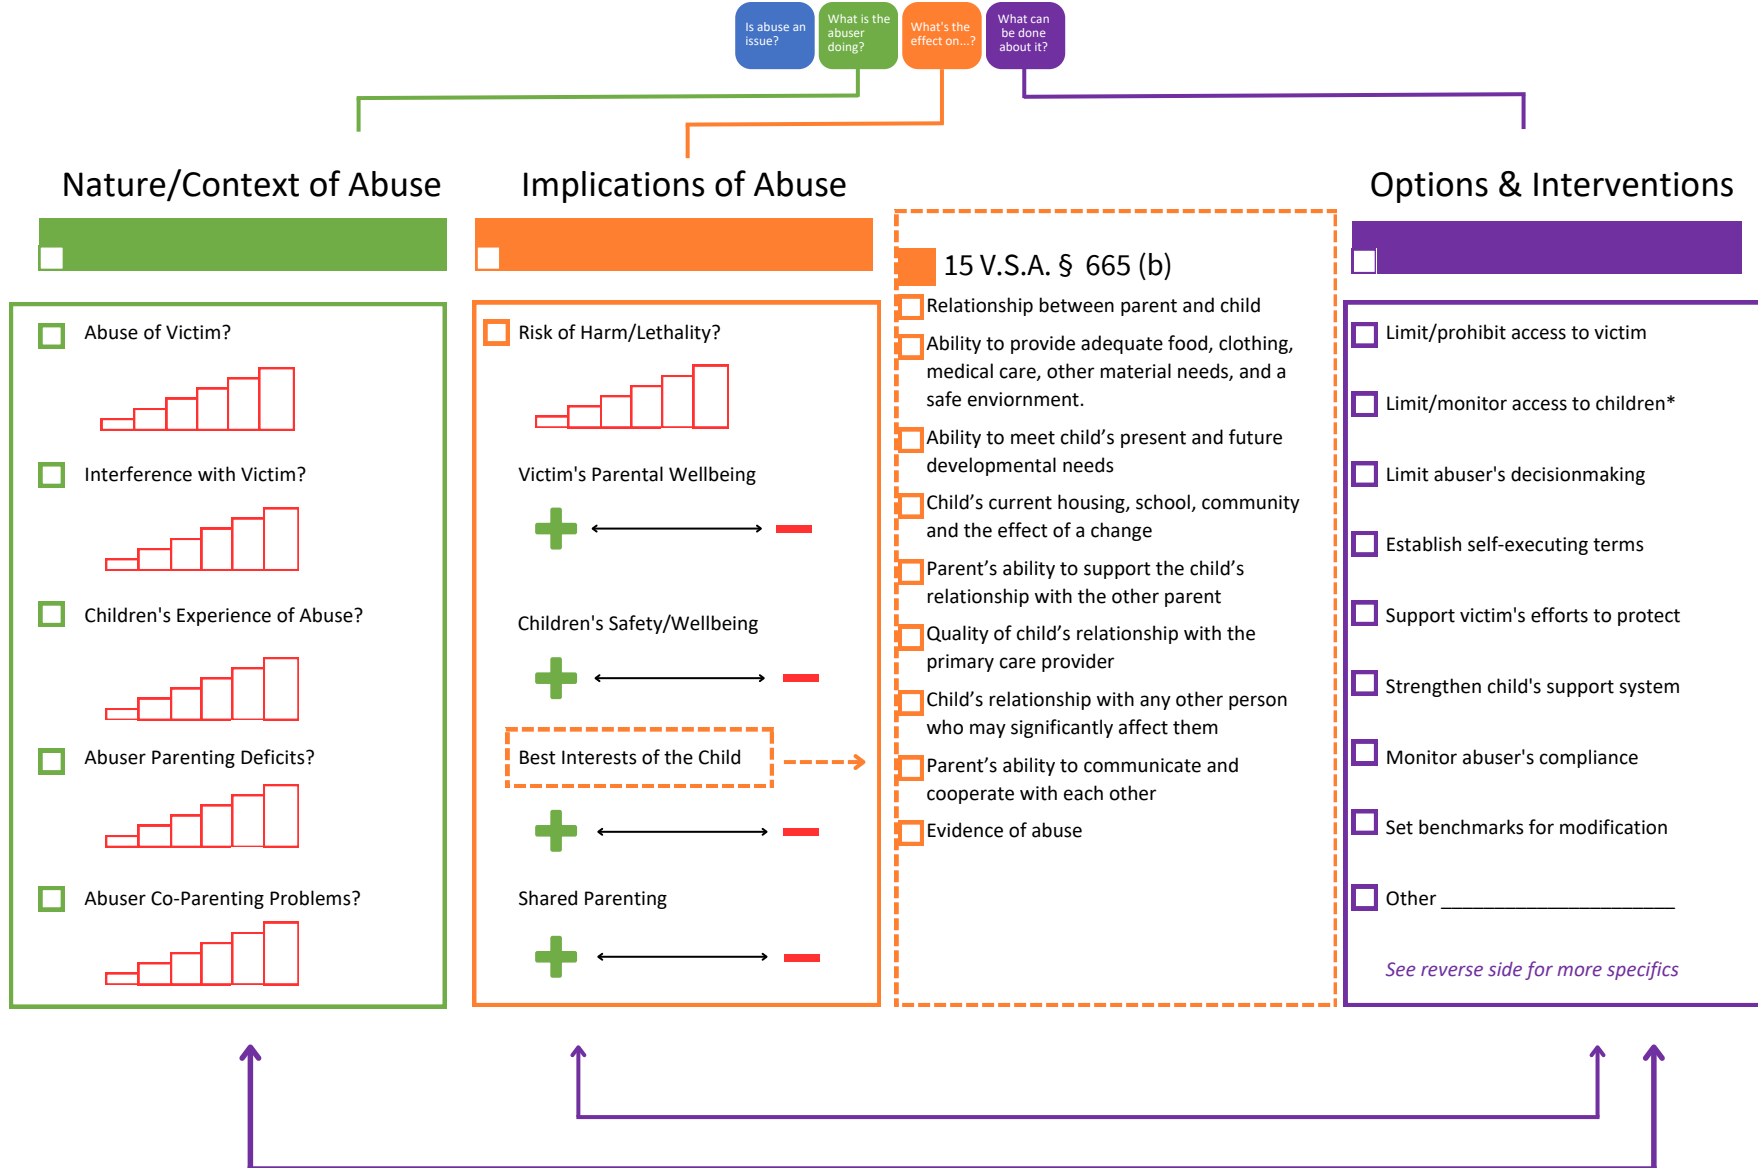 Is abuse an
issue?
What is the
abuser
doing?
What's the
effect on...?
What can
be done
about it?
Nature/Context of Abuse
Abuse of Victim?
Interference with Victim?
Children's Experience of Abuse?
Abuser Parenting Deficits?
Abuser Co-Parenting Problems?
Implications of Abuse
Risk of Harm/Lethality?
Victim's Parental Wellbeing
Children's Safety/Wellbeing
Best Interests of the Child
Shared Parenting
15 V.S.A. § 665 (b)
Relationship between parent and child
Ability to provide adequate food, clothing,
medical care, other material needs, and a
safe enviornment.
Ability to meet child’s present and future
developmental needs
Child’s current housing, school, community
and the effect of a change
Parent’s ability to support the child’s
relationship with the other parent
Quality of child’s relationship with the
primary care provider
Child’s relationship with any other person
who may significantly affect them
Parent’s ability to communicate and
cooperate with each other
Evidence of abuse
Options & Interventions
Limit/prohibit access to victim
Limit/monitor access to children*
Limit abuser's decisionmaking
Establish self-executing terms
Support victim's efforts to protect
Strengthen child's support system
Monitor abuser's compliance
Set benchmarks for modification
Other ______________________
See reverse side for more specifics